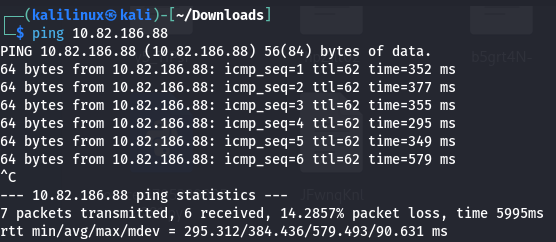 ┌──(kalilinux㉿kali)-[~/Downloads]
└─$ ping 10.82.186.88
PING 10.82.186.88 (10.82.186.88) 56(84) bytes of data.
64 bytes from 10.82.186.88: icmp_seq=1 ttl=62 time=352 ms
64 bytes from 10.82.186.88: icmp_seq=2 ttl=62 time=377 ms
64 bytes from 10.82.186.88: icmp_seq=3 ttl=62 time=355 ms
64 bytes from 10.82.186.88: icmp_seq=4 ttl=62 time=295 ms
64 bytes from 10.82.186.88: icmp_seq=5 ttl=62 time=349 ms
64 bytes from 10.82.186.88: icmp_seq=6 ttl=62 time=579 ms
^C
--- 10.82.186.88 ping statistics ---
7 packets transmitted, 6 received, 14.2857% packet loss, time 5995ms
rtt min/avg/max/mdev = 295.312/384.436/579.493/90.631 ms